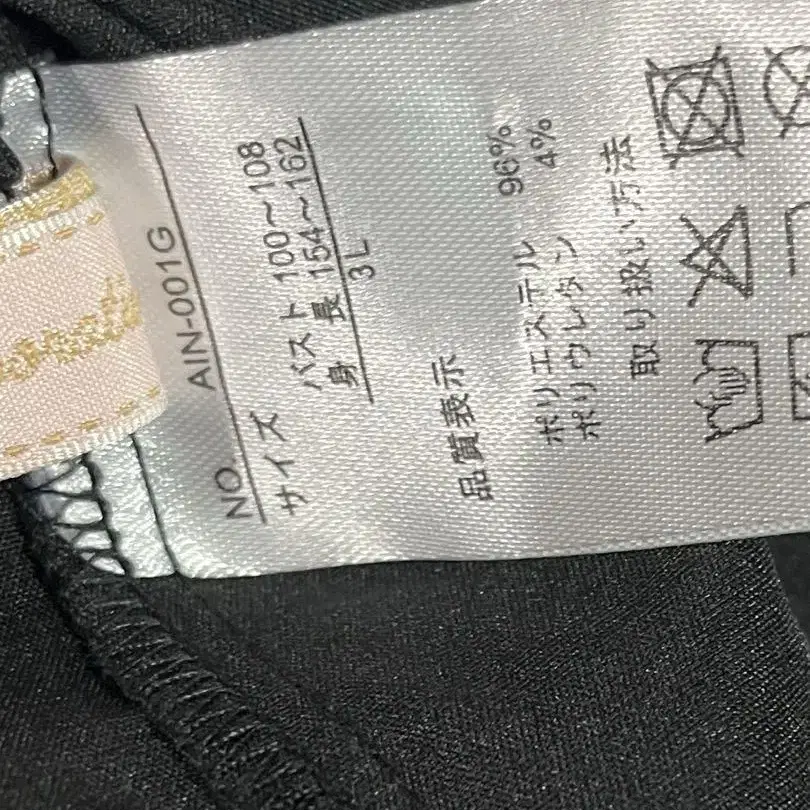 NO. AIN-001G
サイズ
バスト 100～108
身 長 154～162
3L
品質表示
ポリエステル 96%
ポリウレタン 4%
取り扱い方法